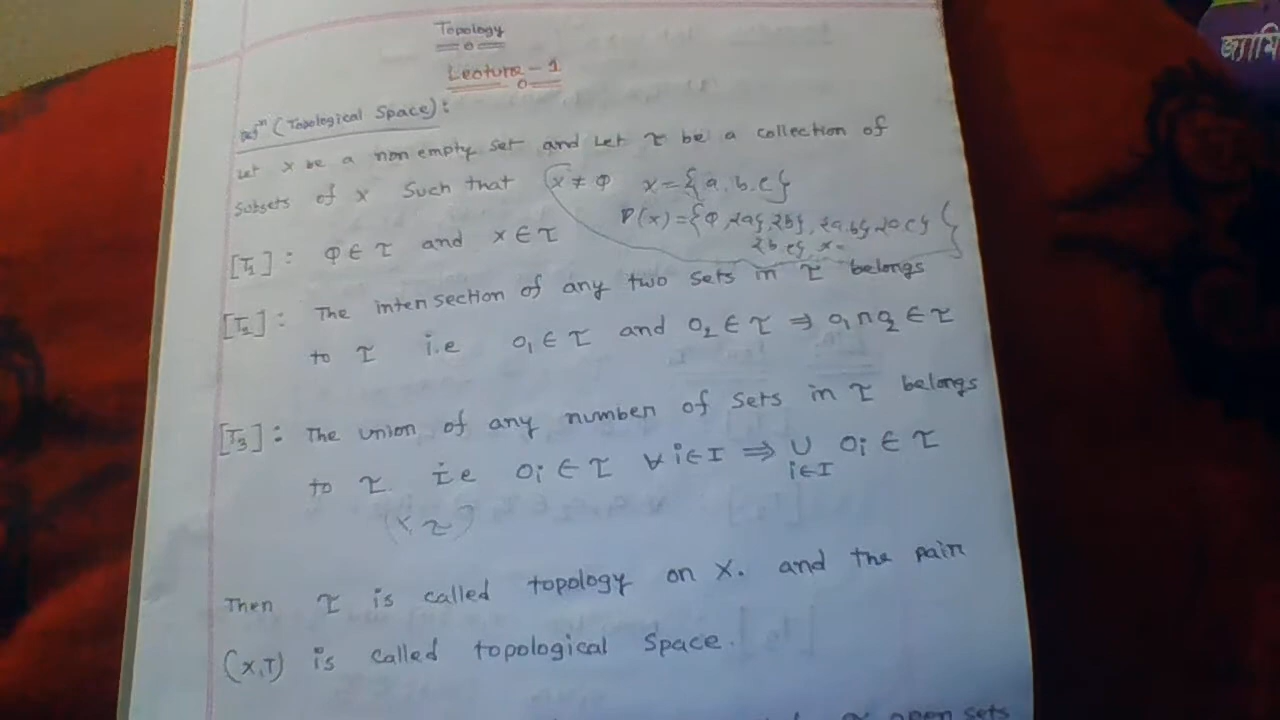 Topology
Lecture - 1
Defⁿ (Topological Space):
Let X be a non empty set and Let τ be a collection of
subsets of X Such that (X ≠ φ X = {a, b, c}
P(X) = {φ, {a}, {b}, {a, b}, {a c}
{b c}, X }
[T₁]: φ ∈ τ and X ∈ τ
[T₂]: The intersection of any two sets in τ belongs
to τ i.e O₁ ∈ τ and O₂ ∈ τ ⇒ O₁ ∩ O₂ ∈ τ
[T₃]: The union of any number of sets in τ belongs
to τ i.e Oᵢ ∈ τ ∀ i ∈ I ⇒ ∪ Oᵢ ∈ τ
i ∈ I
(X τ)
Then τ is called topology on X. and the pair
(X, T) is called topological Space.
open sets
জ্যামি